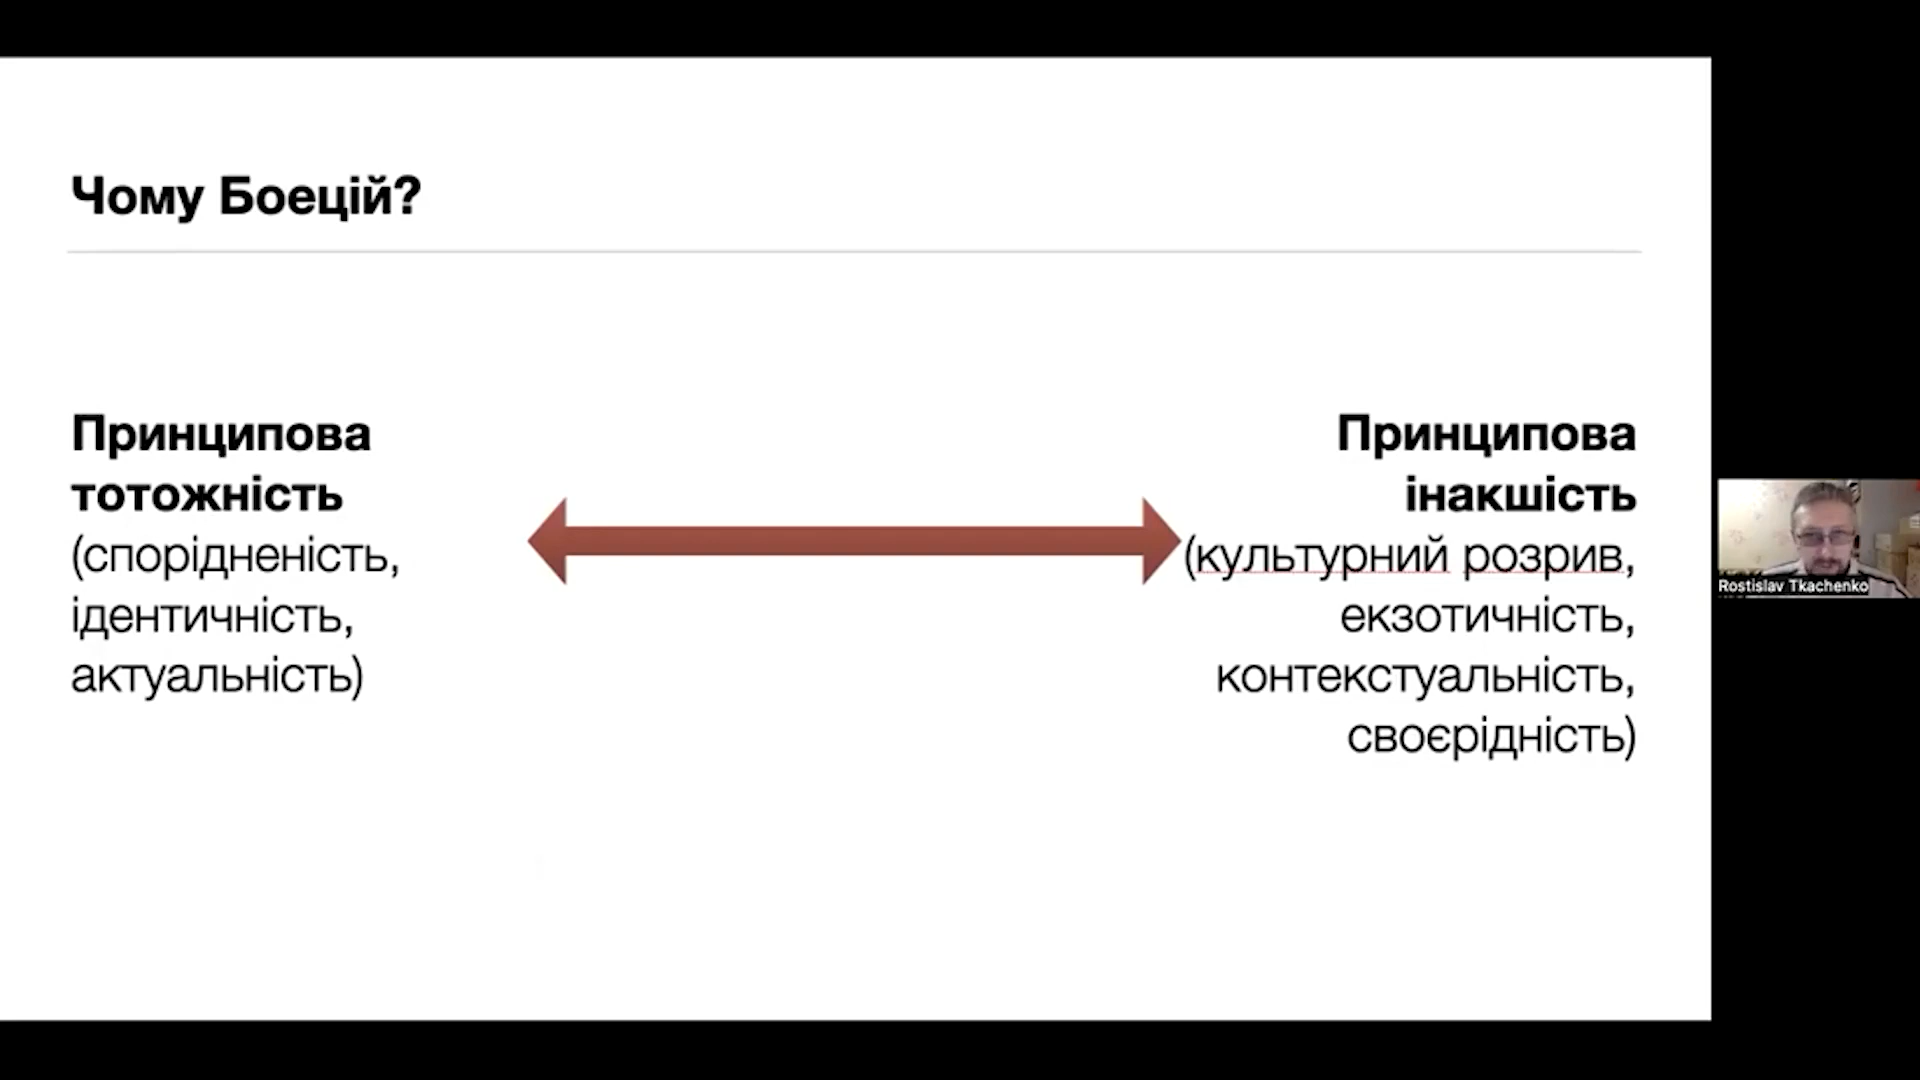 Чому Боецій?
Принципова
тотожність
(спорідненість,
ідентичність,
актуальність)
Принципова
інакшість
(культурний розрив,
екзотичність,
контекстуальність,
своєрідність)
Rostislav Tkachenko